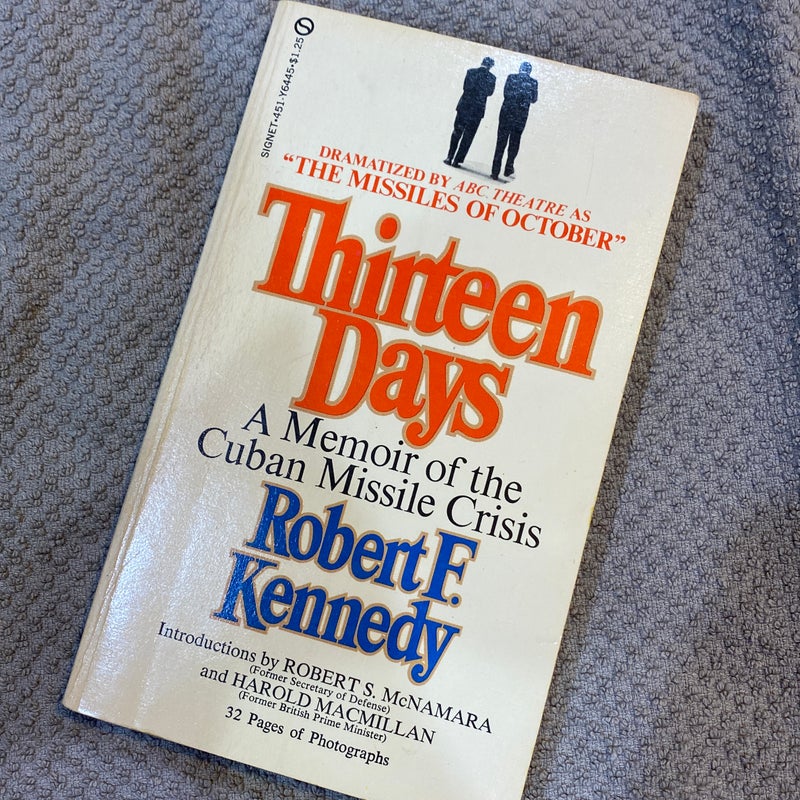 SIGNET•451-Y6445•$1.25
DRAMATIZED BY ABC THEATRE AS
“THE MISSILES OF OCTOBER”
Thirteen
Days
A Memoir of the
Cuban Missile Crisis
Robert F.
Kennedy
Introductions by ROBERT S. McNAMARA
(Former Secretary of Defense)
and HAROLD MACMILLAN
(Former British Prime Minister)
32 Pages of Photographs